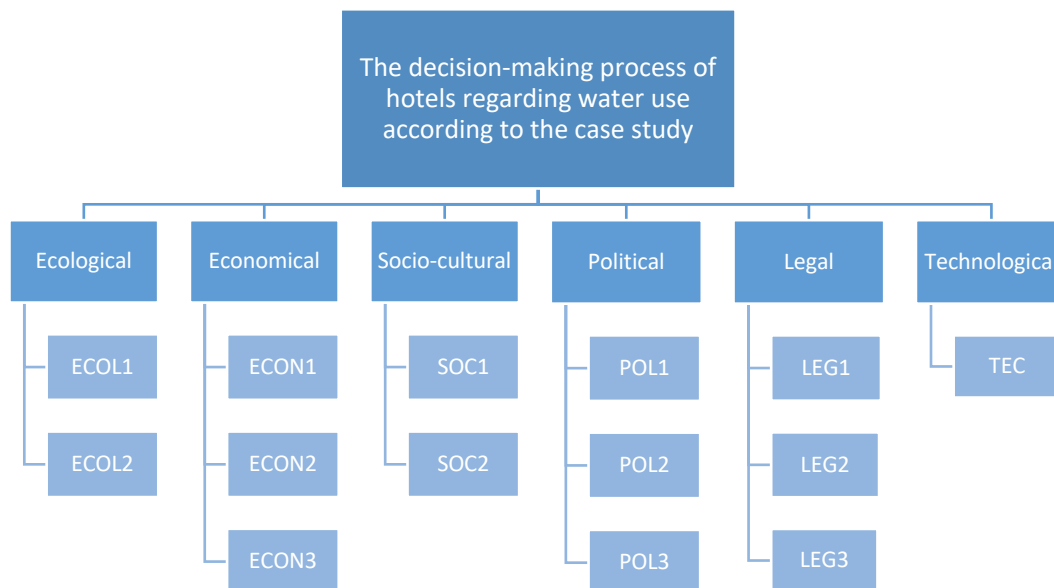 The decision-making process of
hotels regarding water use
according to the case study
Ecological
Economical
Socio-cultural
Political
Legal
Technologica
ECOL1
ECON1
SOC1
POL1
LEG1
TEC
ECOL2
ECON2
SOC2
POL2
LEG2
ECON3
POL3
LEG3